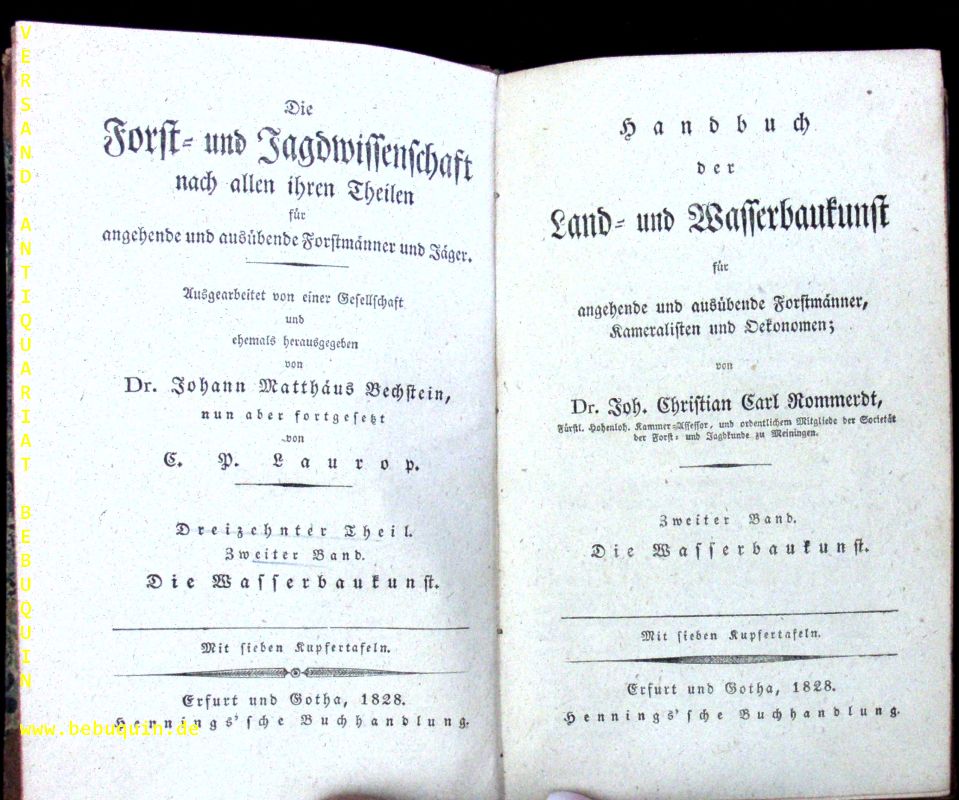 Die
Forst- und Jagdwissenschaft
nach allen ihren Theilen
für
angehende und ausübende Forstmänner und Jäger.
Ausgearbeitet von einer Gesellschaft
und
ehemals herausgegeben
von
Dr. Johann Matthäus Bechstein,
nun aber fortgesetzt
von
C. P. Laurop.
Dreizehnter Theil.
Zweiter Band.
Die Wasserbaukunst.
Mit sieben Kupfertafeln.
Erfurt und Gotha, 1828.
Hennings'sche Buchhandlung.
Handbuch
der
Land- und Wasserbaukunst
für
angehende und ausübende Forstmänner,
Kameralisten und Oekonomen;
von
Dr. Joh. Christian Carl Rommerdt,
Fürstl. Hohenloh. Kammer-Assessor, und ordentlichem Mitgliede der Societät
der Forst- und Jagdkunde zu Meiningen.
Zweiter Band.
Die Wasserbaukunst.
Mit sieben Kupfertafeln.
Erfurt und Gotha, 1828.
Hennings'sche Buchhandlung.
VERSAND ANTIQUARIAT BEBUQUIN
www.bebuquin.de